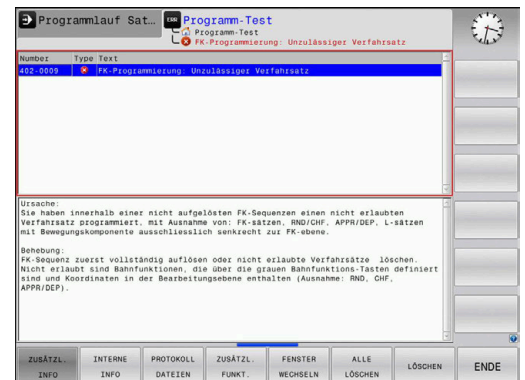 Programmlauf Sat…
ERR Programm-Test
Programm-Test
FK-Programmierung: Unzulässiger Verfahrsatz
Number Type Text
402-0009 FK-Programmierung: Unzulässiger Verfahrsatz
Ursache:
Sie haben innerhalb einer nicht aufgelösten FK-Sequenzen einen nicht erlaubten
Verfahrsatz programmiert, mit Ausnahme von: FK-sätzen, RND/CHF, APPR/DEP, L-sätzen
mit Bewegungskomponente ausschliesslich senkrecht zur FK-ebene.
Behebung:
FK-Sequenz zuerst vollständig auflösen oder nicht erlaubte Verfahrsätze löschen.
Nicht erlaubt sind Bahnfunktionen, die über die grauen Bahnfunktions-Tasten definiert
sind und Koordinaten in der Bearbeitungsebene enthalten (Ausnahme: RND, CHF,
APPR/DEP).
ZUSÄTZL. INFO
INTERNE INFO
PROTOKOLL DATEIEN
ZUSÄTZL. FUNKT.
FENSTER WECHSELN
ALLE LÖSCHEN
LÖSCHEN
ENDE